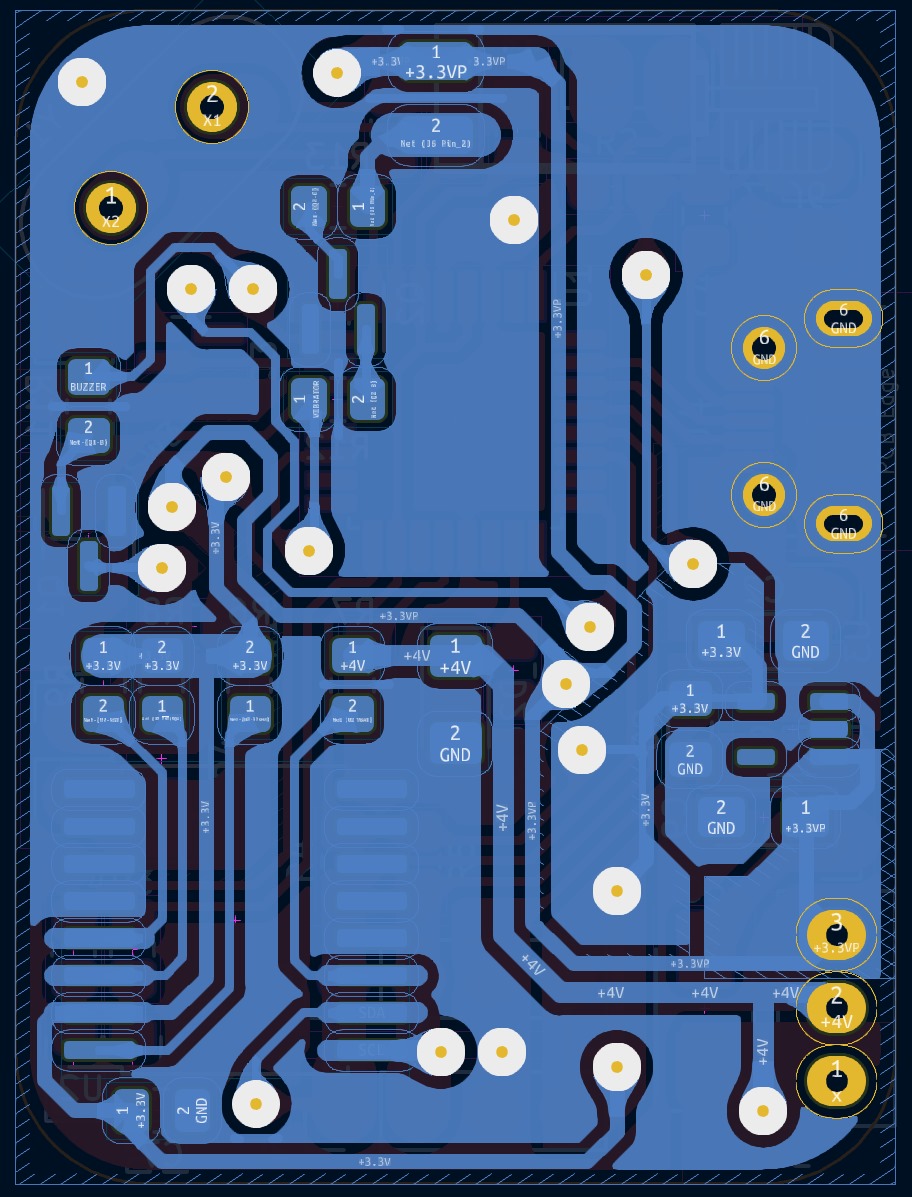 1
+3.3VP
+3.3V
3.3VP
2
Net (J6 Pin_2)
2
X1
1
X2
2
1
+3.3VP
6
GND
6
GND
1
BUZZER
1
VIBRATOR
2
2
6
GND
6
GND
+3.3V
+3.3VP
1
+3.3V
2
+3.3V
2
+3.3V
1
+4V
+4V
1
+4V
1
+3.3V
2
GND
2
1
1
2
1
+3.3V
2
GND
2
GND
+3.3V
+4V
+3.3VP
+3.3V
2
GND
1
+3.3VP
3
+3.3VP
+3.3VP
+4V
+4V
+4V
+4V
2
+4V
SDA
SCL
+4V
1
X
1
+3.3V
2
GND
+3.3V